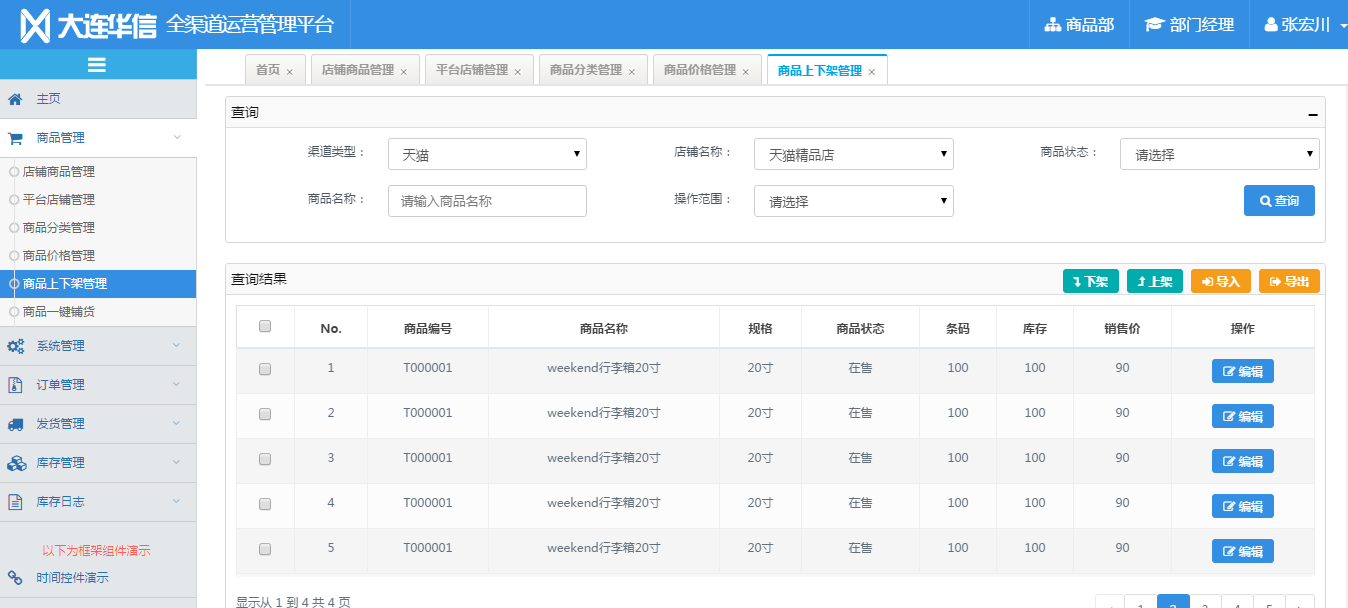 大连华信 全渠道运营管理平台 商品部 部门经理 张宏川
首页 × 店铺商品管理 × 平台店铺管理 × 商品分类管理 × 商品价格管理 × 商品上下架管理 ×
主页
商品管理
店铺商品管理
平台店铺管理
商品分类管理
商品价格管理
商品上下架管理
商品一键铺货
系统管理
订单管理
发货管理
库存管理
库存日志
以下为框架组件演示
时间控件演示
查询
渠道类型： 天猫 店铺名称： 天猫精品店 商品状态： 请选择
商品名称： 请输入商品名称 操作范围： 请选择 查询
查询结果 下架 上架 导入 导出
No. 商品编号 商品名称 规格 商品状态 条码 库存 销售价 操作
1 T000001 weekend行李箱20寸 20寸 在售 100 100 90 编辑
2 T000001 weekend行李箱20寸 20寸 在售 100 100 90 编辑
3 T000001 weekend行李箱20寸 20寸 在售 100 100 90 编辑
4 T000001 weekend行李箱20寸 20寸 在售 100 100 90 编辑
5 T000001 weekend行李箱20寸 20寸 在售 100 100 90 编辑
显示从 1 到 4 共 4 页 1 2 3 4 5